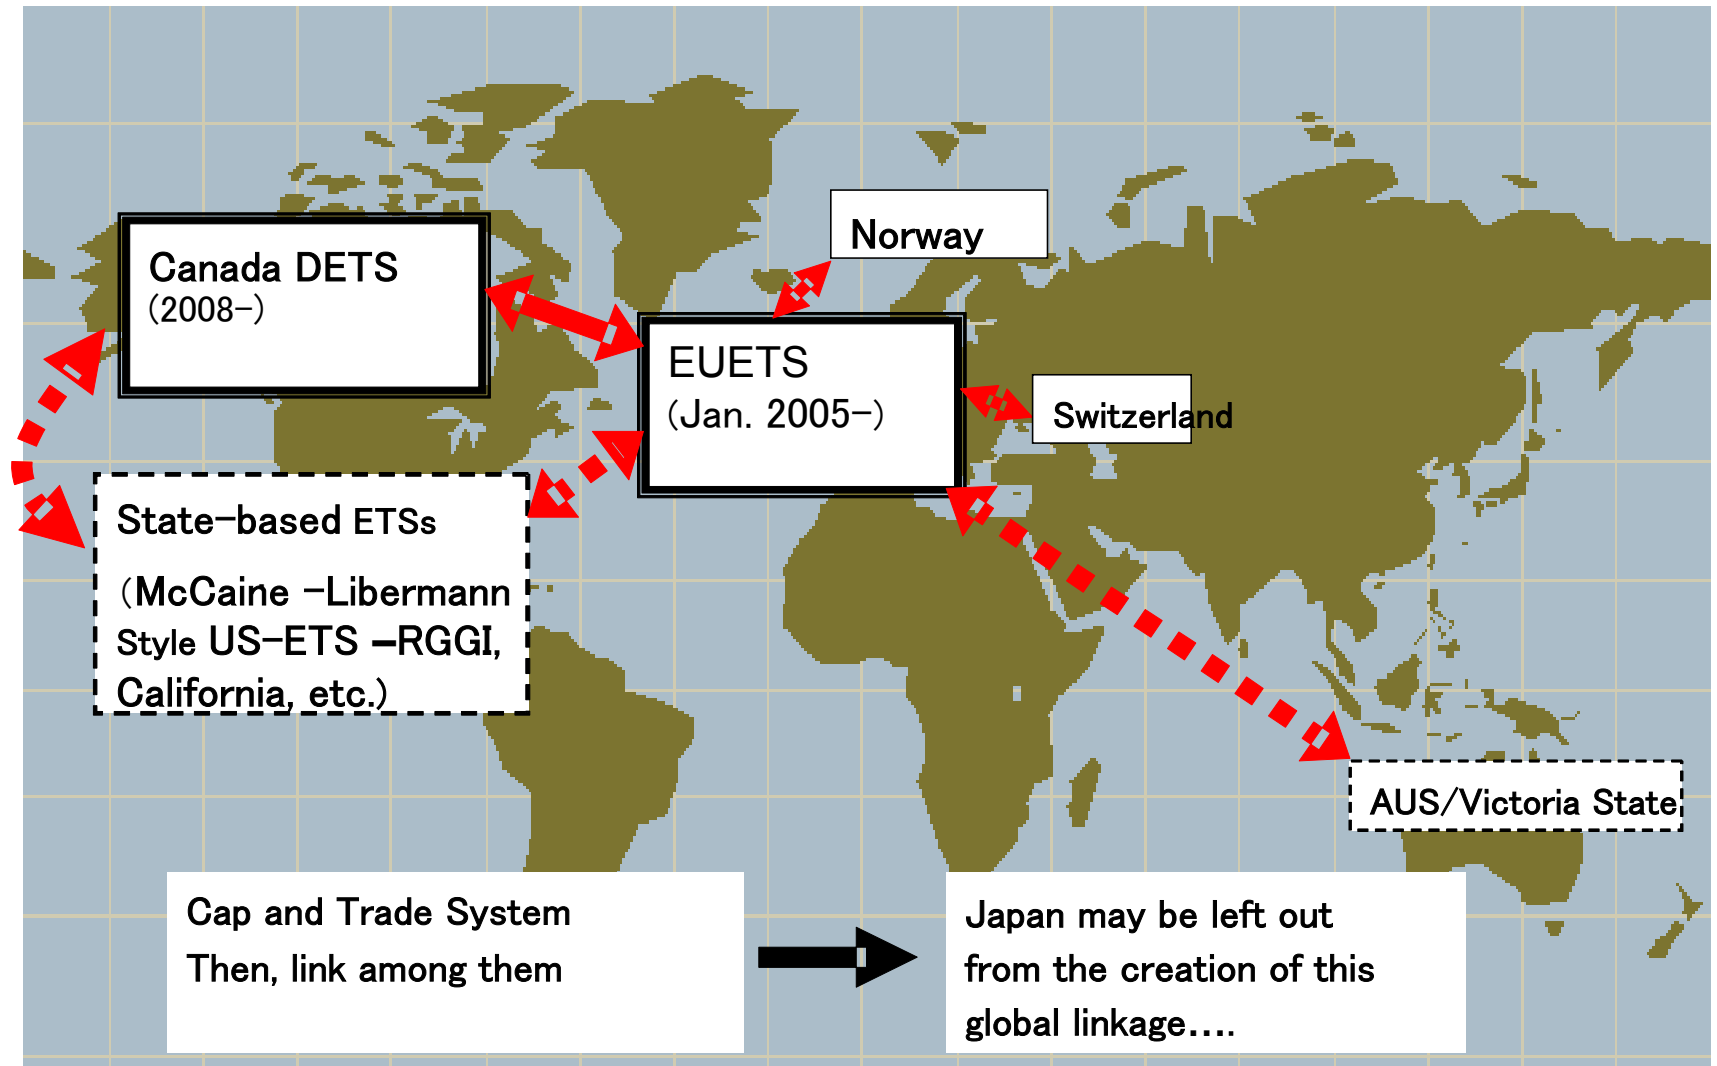 Norway
Canada DETS
(2008-)
EUETS
(Jan. 2005-)
Switzerland
State-based ETSs
(McCaine -Libermann
Style US-ETS -RGGI,
California, etc.)
AUS/Victoria State
Cap and Trade System
Then, link among them
Japan may be left out
from the creation of this
global linkage....